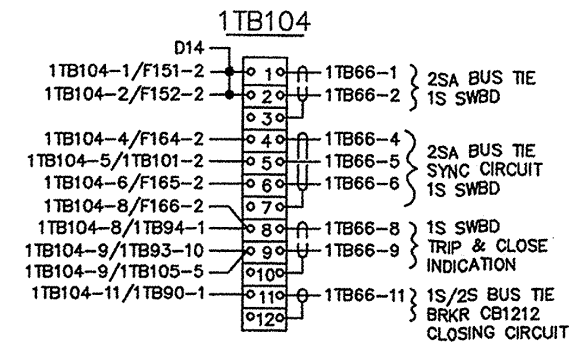 1TB104
D14
1TB104-1/F151-2 1 1TB66-1
1TB104-2/F152-2 2 1TB66-2
3
2SA BUS TIE
1S SWBD
1TB104-4/F164-2 4 1TB66-4
1TB104-5/1TB101-2 5 1TB66-5
1TB104-6/F165-2 6 1TB66-6
2SA BUS TIE
SYNC CIRCUIT
1S SWBD
1TB104-8/F166-2 7
1TB104-8/1TB94-1 8 1TB66-8
1TB104-9/1TB93-10 9 1TB66-9
1TB104-9/1TB105-5 10
1S SWBD
TRIP & CLOSE
INDICATION
1TB104-11/1TB90-1 11 1TB66-11
12
1S/2S BUS TIE
BRKR CB1212
CLOSING CIRCUIT